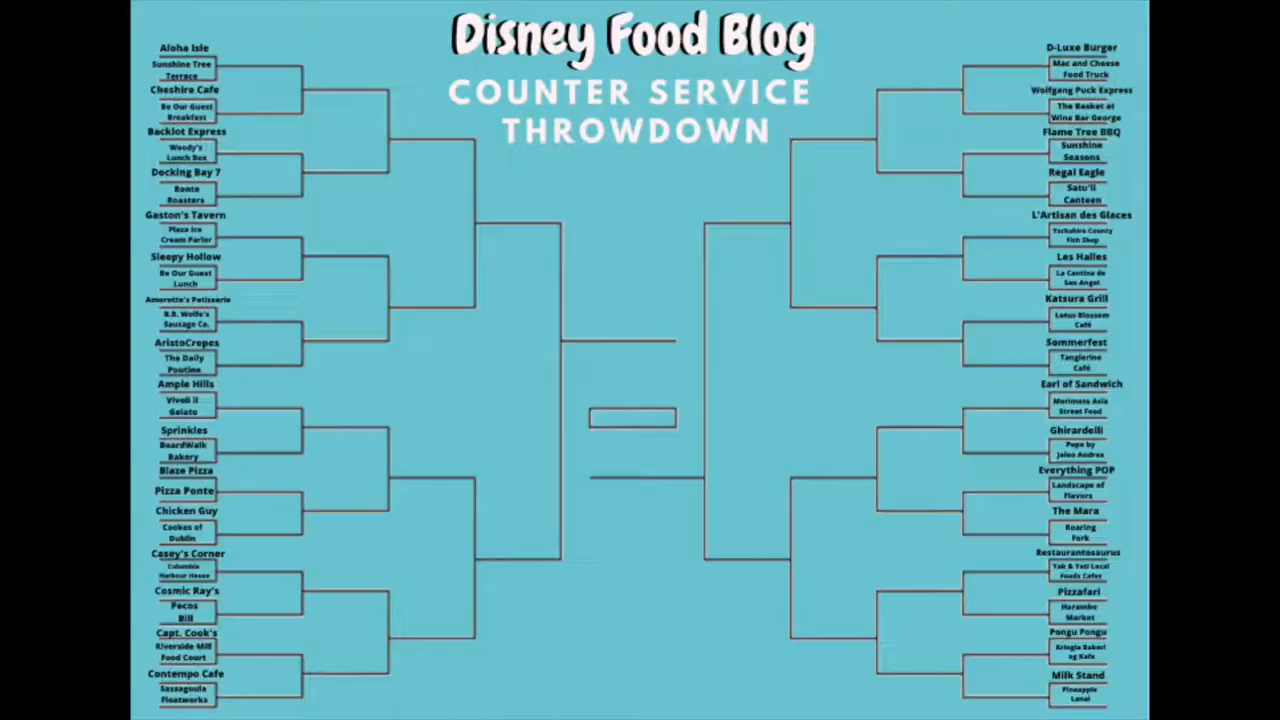 Disney Food Blog
COUNTER SERVICE
THROWDOWN
Aloha Isle
Sunshine Tree
Terrace
Cheshire Cafe
Be Our Guest
Breakfast
Backlot Express
Woody's
Lunch Box
Docking Bay 7
Ronto
Roasters
Gaston's Tavern
Plaza Ice
Cream Parlor
Sleepy Hollow
Be Our Guest
Lunch
Amorette's Patisserie
B.B. Wolfe's
Sausage Co.
AristoCrepes
The Daily
Poutine
Ample Hills
Vivoli il
Gelato
Sprinkles
BoardWalk
Bakery
Blaze Pizza
Pizza Ponte
Chicken Guy
Cookes of
Dublin
Casey's Corner
Columbia
Harbour House
Cosmic Ray's
Pecos
Bill
Capt. Cook's
Riverside Mill
Food Court
Contempo Cafe
Sassagoula
Floatworks
D-Luxe Burger
Mac and Cheese
Food Truck
Wolfgang Puck Express
The Basket at
Wine Bar George
Flame Tree BBQ
Sunshine
Seasons
Regal Eagle
Satu'li
Canteen
L'Artisan des Glaces
Yorkshire County
Fish Shop
Les Halles
La Cantina de
San Angel
Katsura Grill
Lotus Blossom
Café
Sommerfest
Tangierine
Café
Earl of Sandwich
Morimoto Asia
Street Food
Ghirardelli
Pepe by
Jaleo Andres
Everything POP
Landscape of
Flavors
The Mara
Roaring
Fork
Restaurantosaurus
Yak & Yeti Local
Foods Cafes
Pizzafari
Harambe
Market
Pongu Pongu
Kringla Bakeri
og Kafe
Milk Stand
Pineapple
Lanai